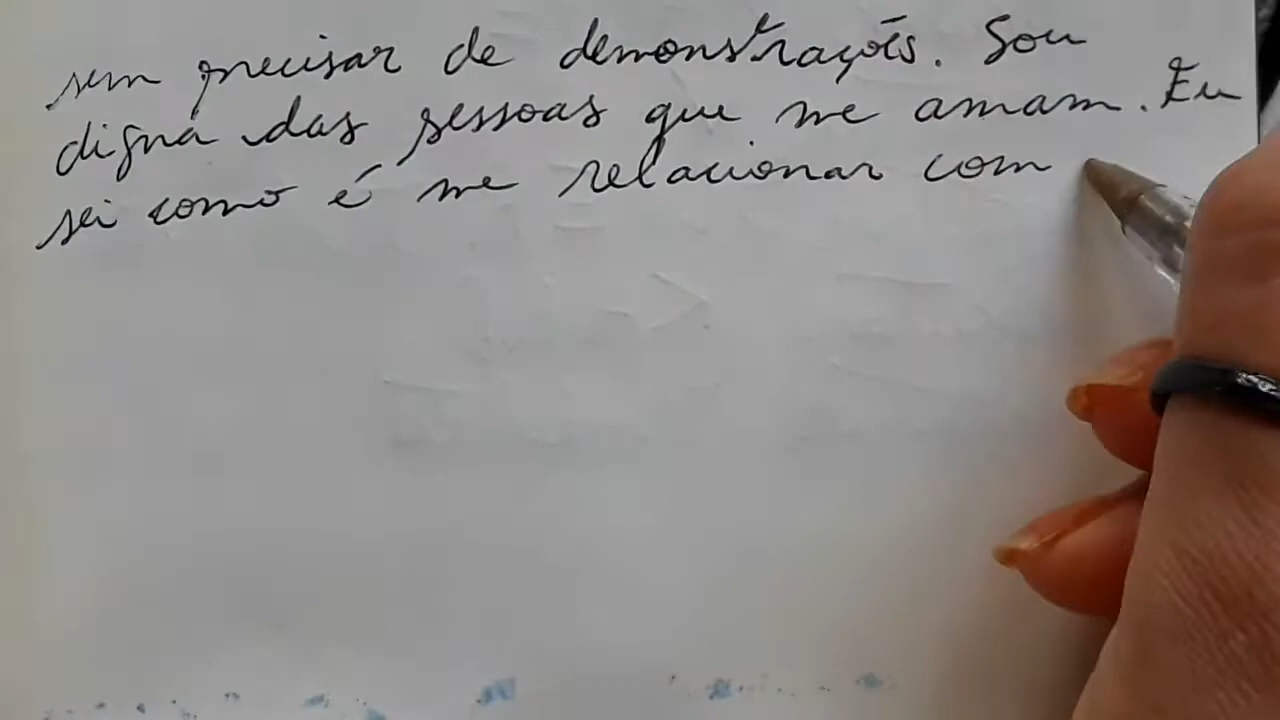 sem precisar de demonstrações. Sou
digna das pessoas que me amam. Eu
sei como é me relacionar com